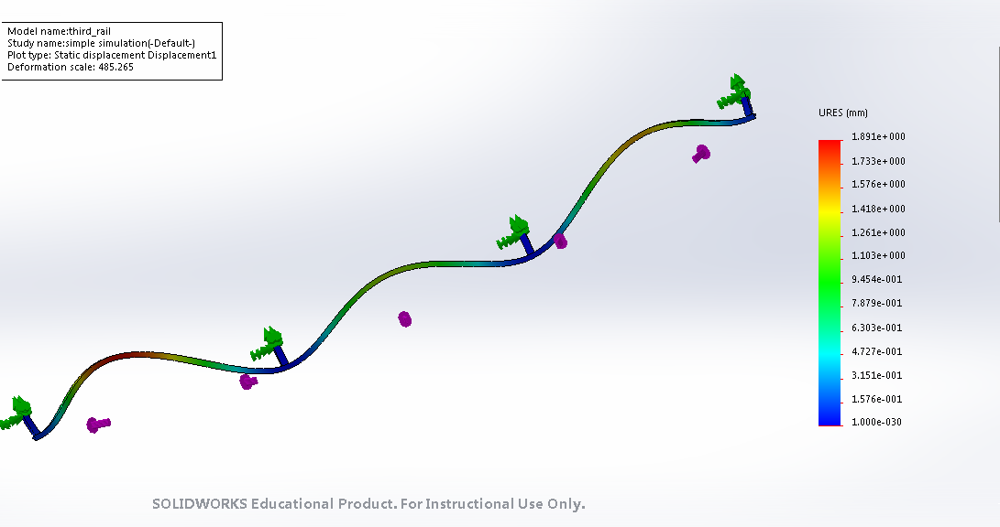 Model name:third_rail
Study name:simple simulation(-Default-)
Plot type: Static displacement Displacement1
Deformation scale: 485.265
URES (mm)
1.891e+000
1.733e+000
1.576e+000
1.418e+000
1.261e+000
1.103e+000
9.454e-001
7.879e-001
6.303e-001
4.727e-001
3.151e-001
1.576e-001
1.000e-030
SOLIDWORKS Educational Product. For Instructional Use Only.